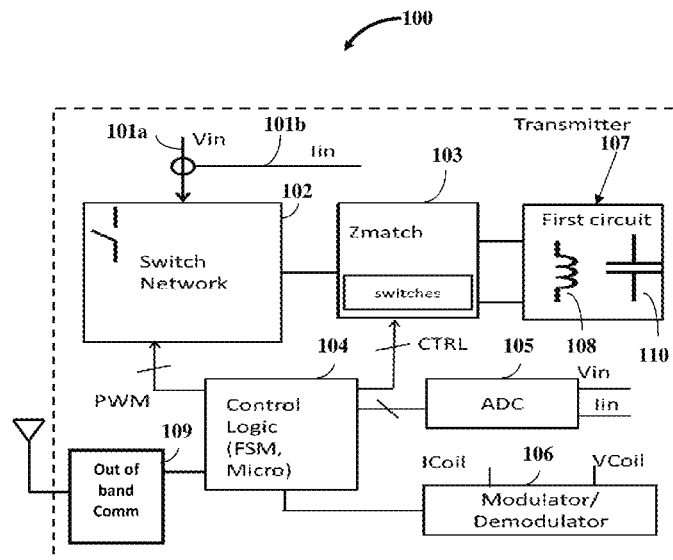 100
101a
Vin
101b
Iin
102
103
Transmitter
107
Switch
Network
Zmatch
switches
First circuit
108
110
PWM
104
CTRL
105
Vin
Iin
Control
Logic
(FSM,
Micro)
ADC
109
Out of
band
Comm
ICoil
106
VCoil
Modulator/
Demodulator